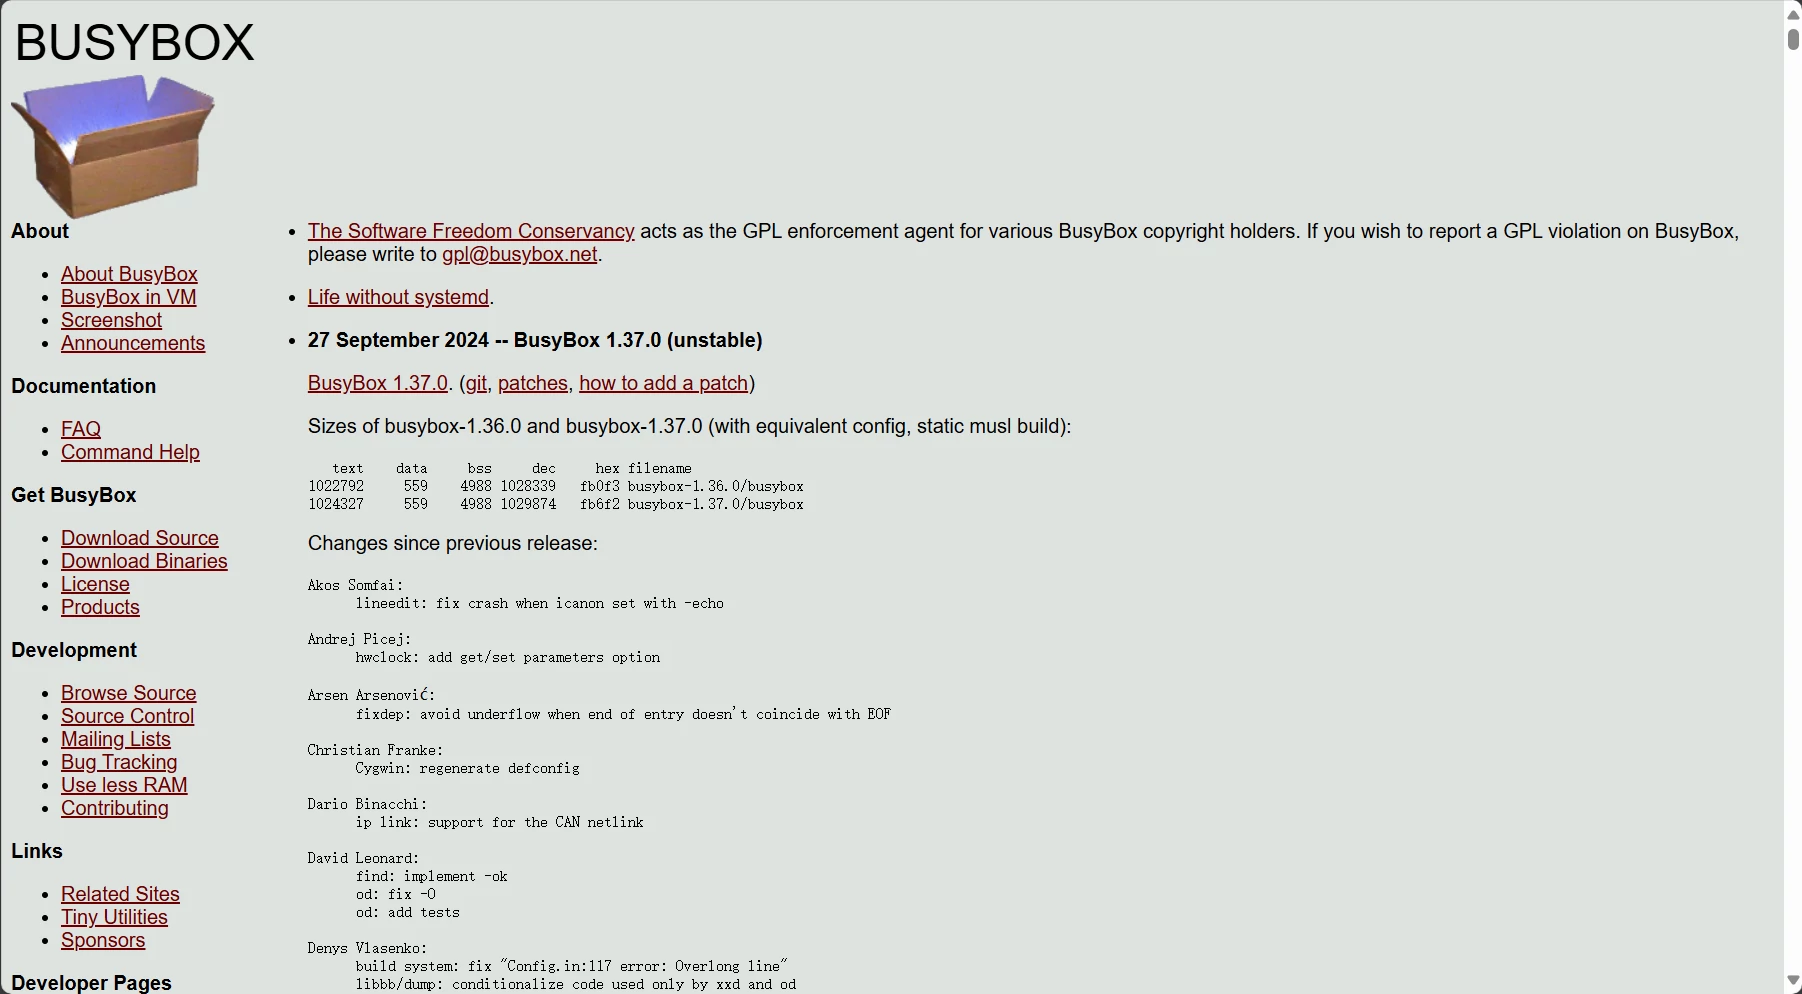 BUSYBOX
About
About BusyBox
BusyBox in VM
Screenshot
Announcements
Documentation
FAQ
Command Help
Get BusyBox
Download Source
Download Binaries
License
Products
Development
Browse Source
Source Control
Mailing Lists
Bug Tracking
Use less RAM
Contributing
Links
Related Sites
Tiny Utilities
Sponsors
Developer Pages
The Software Freedom Conservancy acts as the GPL enforcement agent for various BusyBox copyright holders. If you wish to report a GPL violation on BusyBox,
please write to gpl@busybox.net.
Life without systemd.
27 September 2024 -- BusyBox 1.37.0 (unstable)
BusyBox 1.37.0. (git, patches, how to add a patch)
Sizes of busybox-1.36.0 and busybox-1.37.0 (with equivalent config, static musl build):
text data bss dec hex filename
1022792 559 4988 1028339 fb0f3 busybox-1.36.0/busybox
1024327 559 4988 1029874 fb6f2 busybox-1.37.0/busybox
Changes since previous release:
Akos Somfai:
lineedit: fix crash when icanon set with -echo
Andrej Picej:
hwclock: add get/set parameters option
Arsen Arsenović:
fixdep: avoid underflow when end of entry doesn't coincide with EOF
Christian Franke:
Cygwin: regenerate defconfig
Dario Binacchi:
ip link: support for the CAN netlink
David Leonard:
find: implement -ok
od: fix -O
od: add tests
Denys Vlasenko:
build system: fix "Config.in:117 error: Overlong line"
libbb/dump: conditionalize code used only by xxd and od